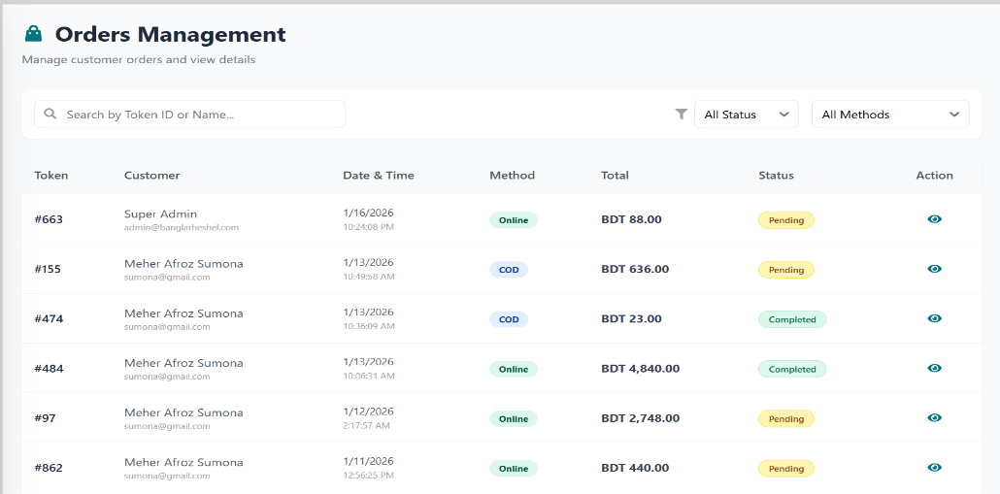 Orders Management
Manage customer orders and view details
Search by Token ID or Name...
All Status
All Methods
Token Customer Date & Time Method Total Status Action
#663 Super Admin 1/16/2026 Online BDT 88.00 Pending
admin@banglarheshel.com 10:24:08 PM
#155 Meher Afroz Sumona 1/13/2026 COD BDT 636.00 Pending
sumona@gmail.com 10:49:58 AM
#474 Meher Afroz Sumona 1/13/2026 COD BDT 23.00 Completed
sumona@gmail.com 10:36:09 AM
#484 Meher Afroz Sumona 1/13/2026 Online BDT 4,840.00 Completed
sumona@gmail.com 10:06:31 AM
#97 Meher Afroz Sumona 1/12/2026 Online BDT 2,748.00 Pending
sumona@gmail.com 2:17:57 AM
#862 Meher Afroz Sumona 1/11/2026 Online BDT 440.00 Pending
sumona@gmail.com 12:56:25 PM